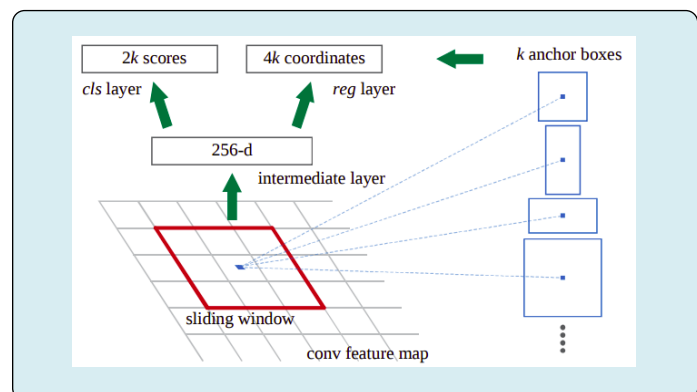 2k scores
4k coordinates
k anchor boxes
cls layer
reg layer
256-d
intermediate layer
sliding window
conv feature map